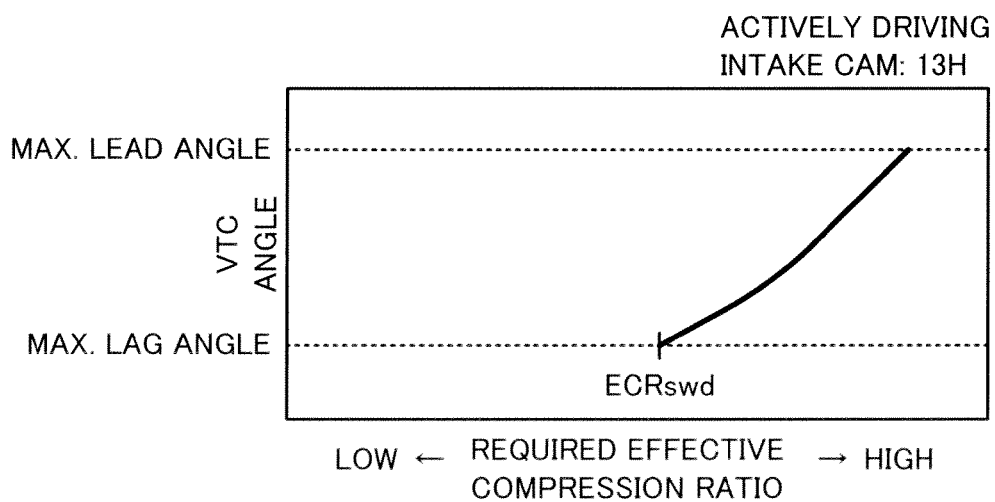 ACTIVELY DRIVING
INTAKE CAM: 13H
MAX. LEAD ANGLE
VTC
ANGLE
MAX. LAG ANGLE
ECRswd
LOW ← REQUIRED EFFECTIVE → HIGH
COMPRESSION RATIO